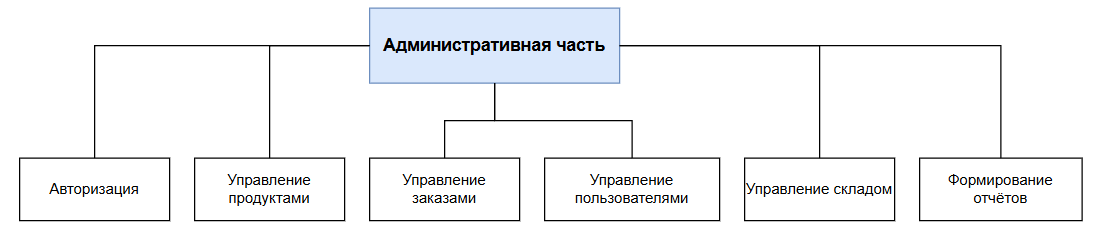 Административная часть
Авторизация
Управление
продуктами
Управление
заказами
Управление
пользователями
Управление складом
Формирование
отчётов